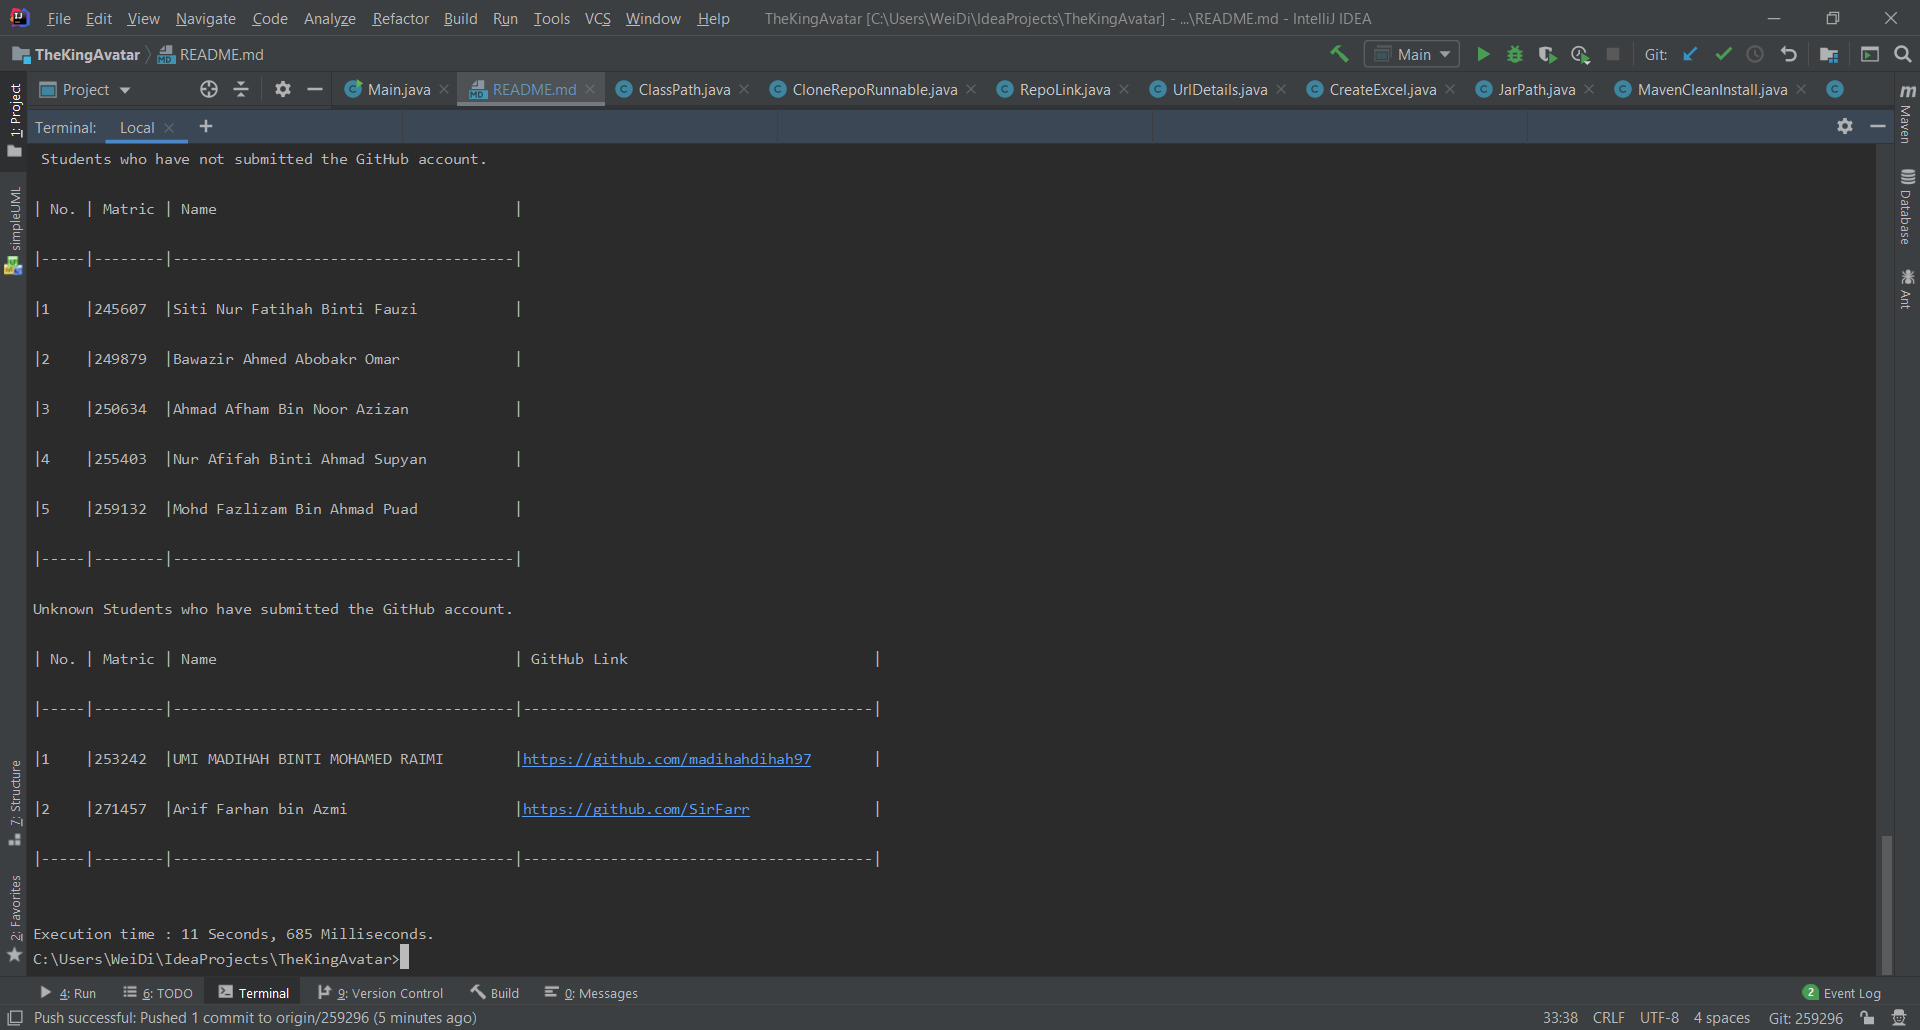 File Edit View Navigate Code Analyze Refactor Build Run Tools VCS Window Help TheKingAvatar [C:\Users\WeiDi\IdeaProjects\TheKingAvatar] - ...\README.md - IntelliJ IDEA
TheKingAvatar README.md Main Git:
Project Main.java README.md ClassPath.java CloneRepoRunnable.java RepoLink.java UrlDetails.java CreateExcel.java JarPath.java MavenCleanInstall.java
Terminal: Local
1: Project
simpleUML
7: Structure
2: Favorites
Maven
Database
Ant
Students who have not submitted the GitHub account.
| No. | Matric | Name                                  |
|-----|--------|---------------------------------------|
|1    |245607  |Siti Nur Fatihah Binti Fauzi           |
|2    |249879  |Bawazir Ahmed Abobakr Omar             |
|3    |250634  |Ahmad Afham Bin Noor Azizan            |
|4    |255403  |Nur Afifah Binti Ahmad Supyan          |
|5    |259132  |Mohd Fazlizam Bin Ahmad Puad           |
|-----|--------|---------------------------------------|
Unknown Students who have submitted the GitHub account.
| No. | Matric | Name                                  | GitHub Link                            |
|-----|--------|---------------------------------------|----------------------------------------|
|1    |253242  |UMI MADIHAH BINTI MOHAMED RAIMI        |https://github.com/madihahdihah97       |
|2    |271457  |Arif Farhan bin Azmi                   |https://github.com/SirFarr              |
|-----|--------|---------------------------------------|----------------------------------------|
Execution time : 11 Seconds, 685 Milliseconds.
C:\Users\WeiDi\IdeaProjects\TheKingAvatar>
4: Run 6: TODO Terminal 9: Version Control Build 0: Messages 2 Event Log
Push successful: Pushed 1 commit to origin/259296 (5 minutes ago) 33:38 CRLF UTF-8 4 spaces Git: 259296